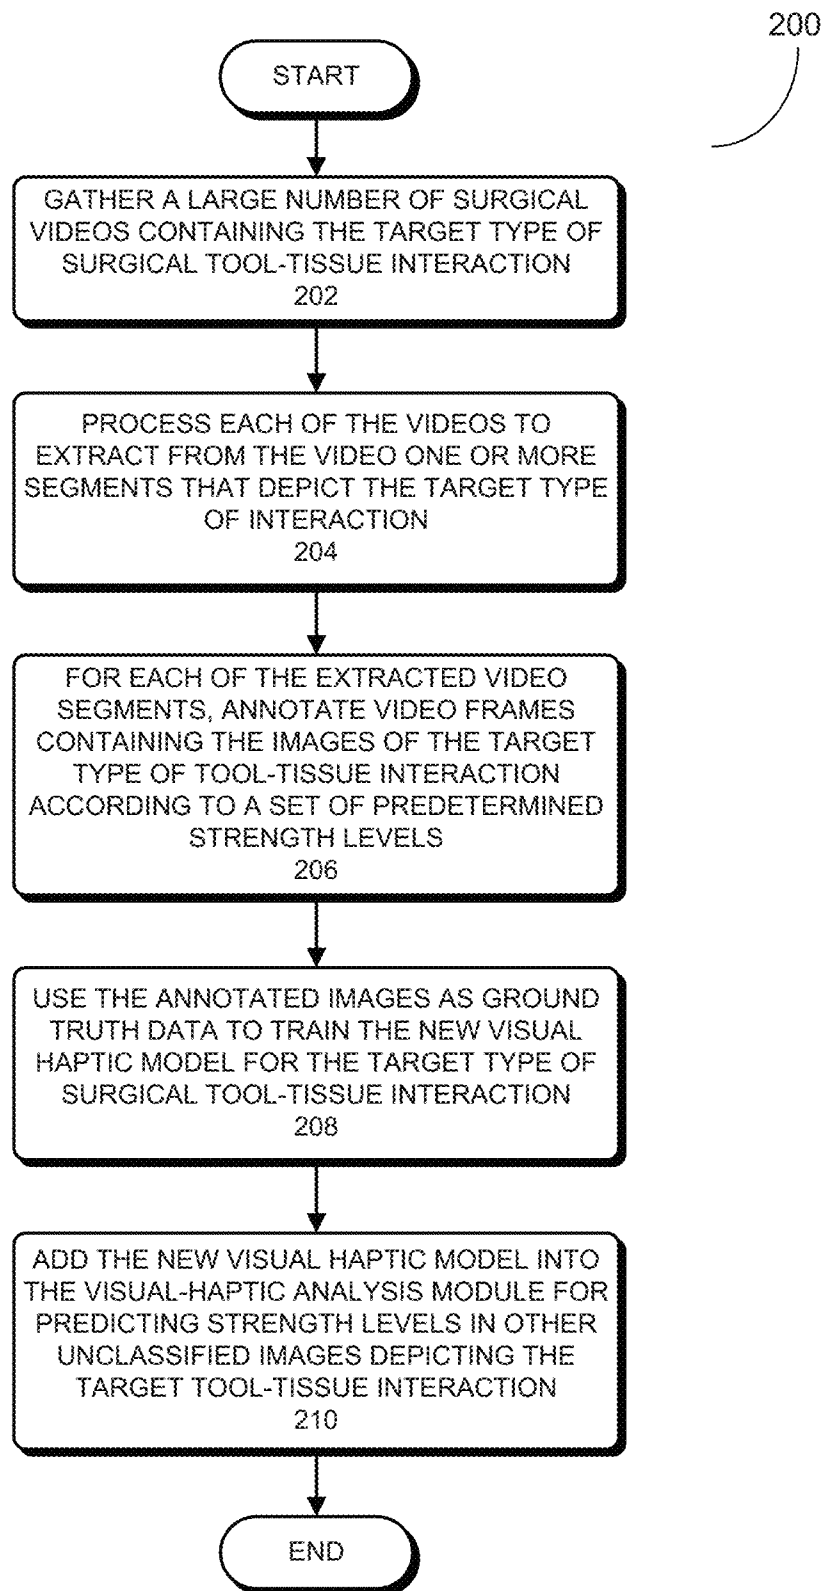 200
START
GATHER A LARGE NUMBER OF SURGICAL
VIDEOS CONTAINING THE TARGET TYPE OF
SURGICAL TOOL-TISSUE INTERACTION
202
PROCESS EACH OF THE VIDEOS TO
EXTRACT FROM THE VIDEO ONE OR MORE
SEGMENTS THAT DEPICT THE TARGET TYPE
OF INTERACTION
204
FOR EACH OF THE EXTRACTED VIDEO
SEGMENTS, ANNOTATE VIDEO FRAMES
CONTAINING THE IMAGES OF THE TARGET
TYPE OF TOOL-TISSUE INTERACTION
ACCORDING TO A SET OF PREDETERMINED
STRENGTH LEVELS
206
USE THE ANNOTATED IMAGES AS GROUND
TRUTH DATA TO TRAIN THE NEW VISUAL
HAPTIC MODEL FOR THE TARGET TYPE OF
SURGICAL TOOL-TISSUE INTERACTION
208
ADD THE NEW VISUAL HAPTIC MODEL INTO
THE VISUAL-HAPTIC ANALYSIS MODULE FOR
PREDICTING STRENGTH LEVELS IN OTHER
UNCLASSIFIED IMAGES DEPICTING THE
TARGET TOOL-TISSUE INTERACTION
210
END